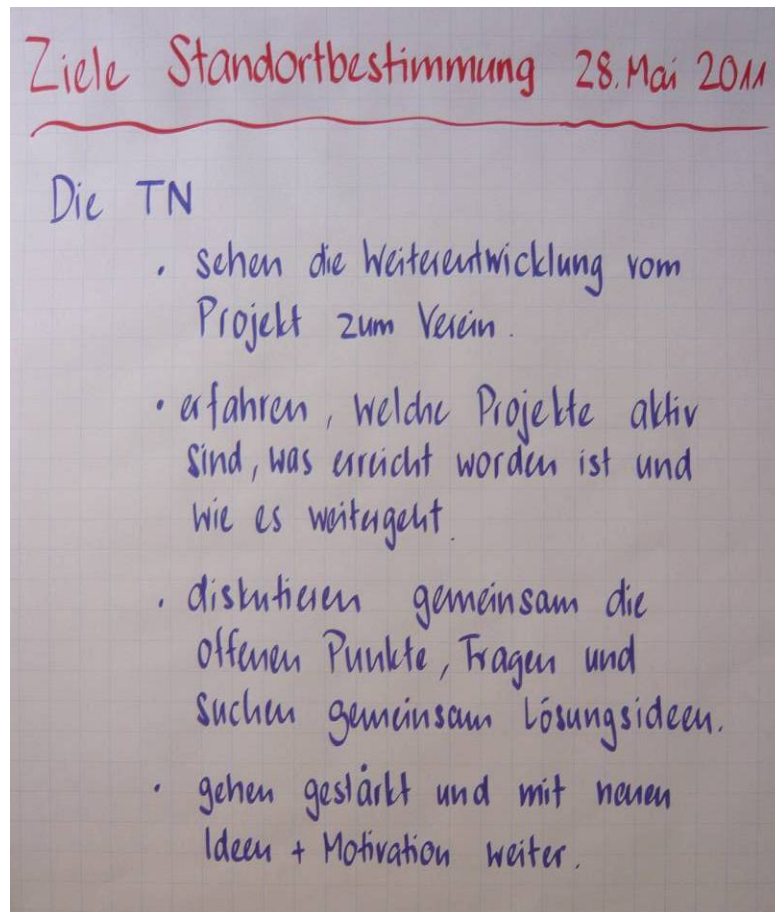 Ziele Standortbestimmung 28. Mai 2011
Die TN
• sehen die Weiterentwicklung vom
Projekt zum Verein.
• erfahren, welche Projekte aktiv
sind, was erreicht worden ist und
wie es weitergeht.
• diskutieren gemeinsam die
offenen Punkte, Fragen und
suchen gemeinsam Lösungsideen.
• gehen gestärkt und mit neuen
Ideen + Motivation weiter.